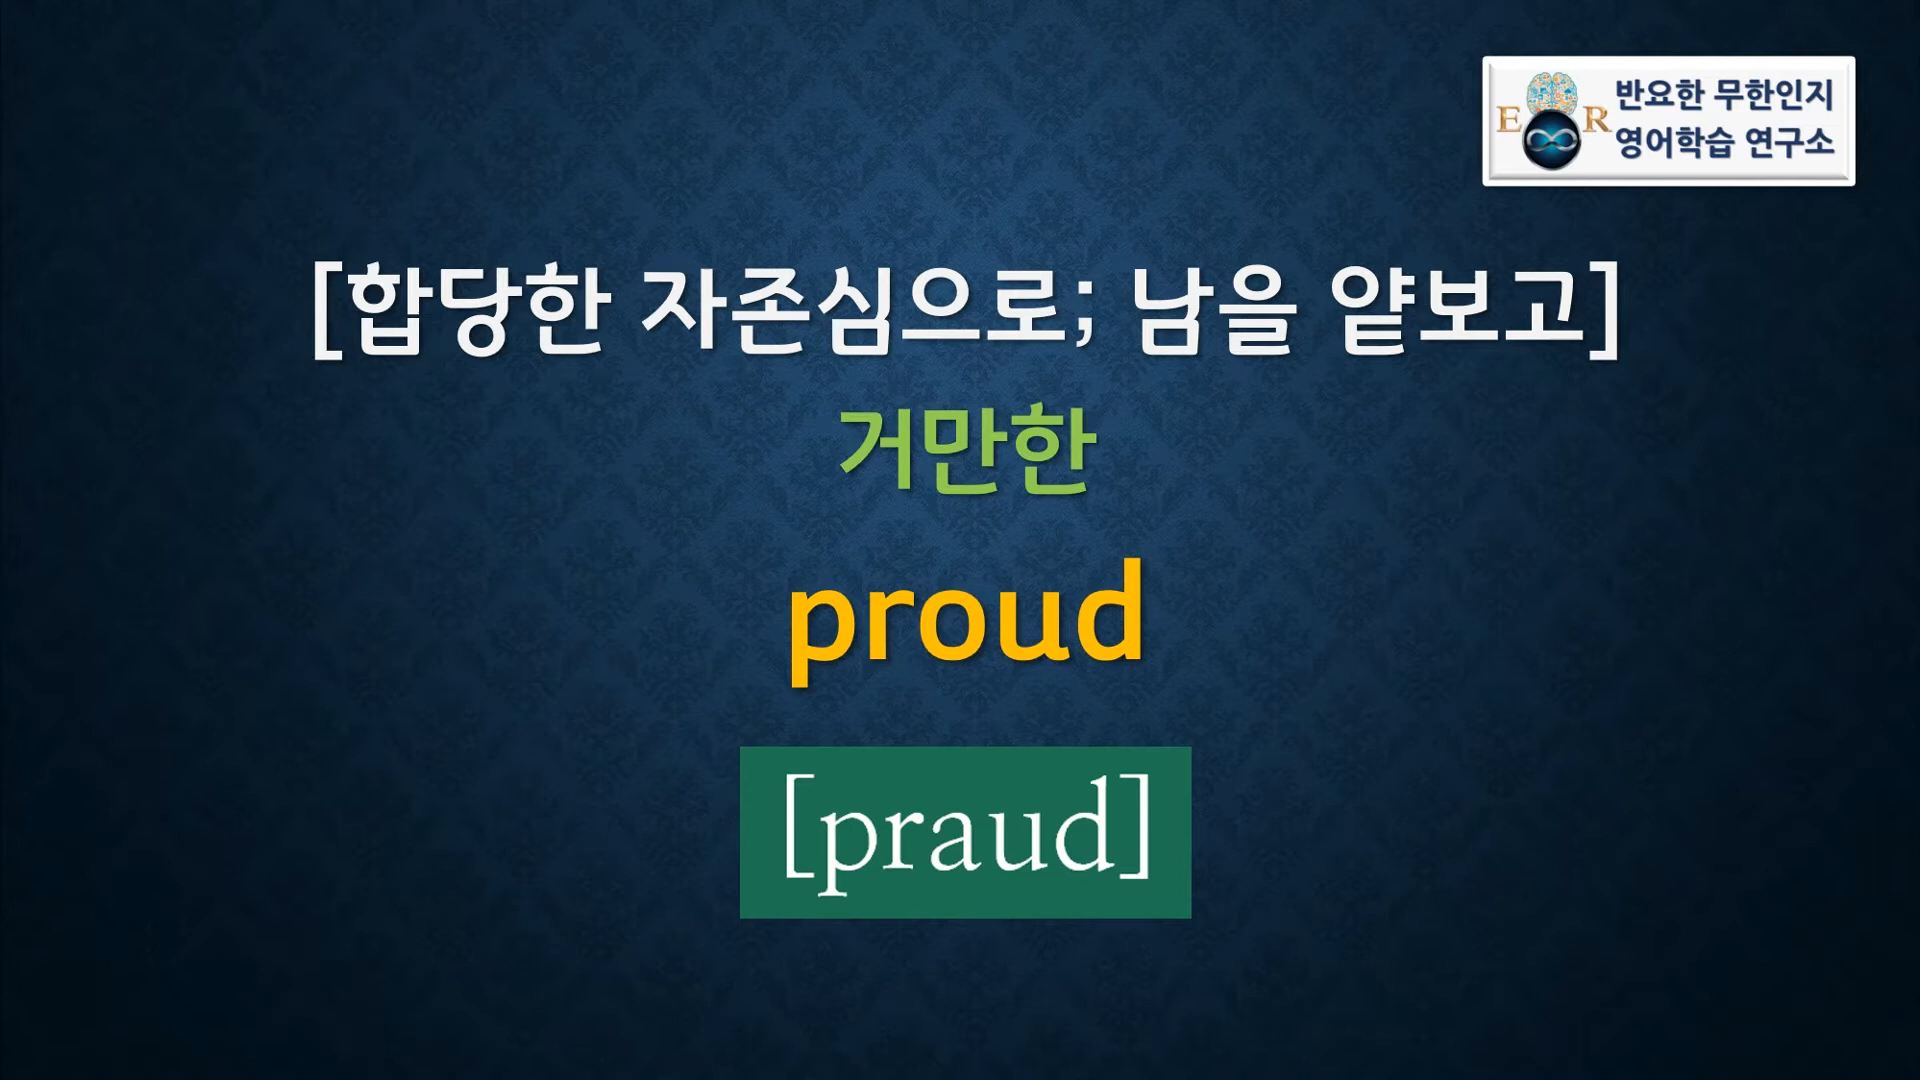 E R 반요한 무한인지
영어학습 연구소
[합당한 자존심으로; 남을 얕보고]
거만한
proud
[praud]